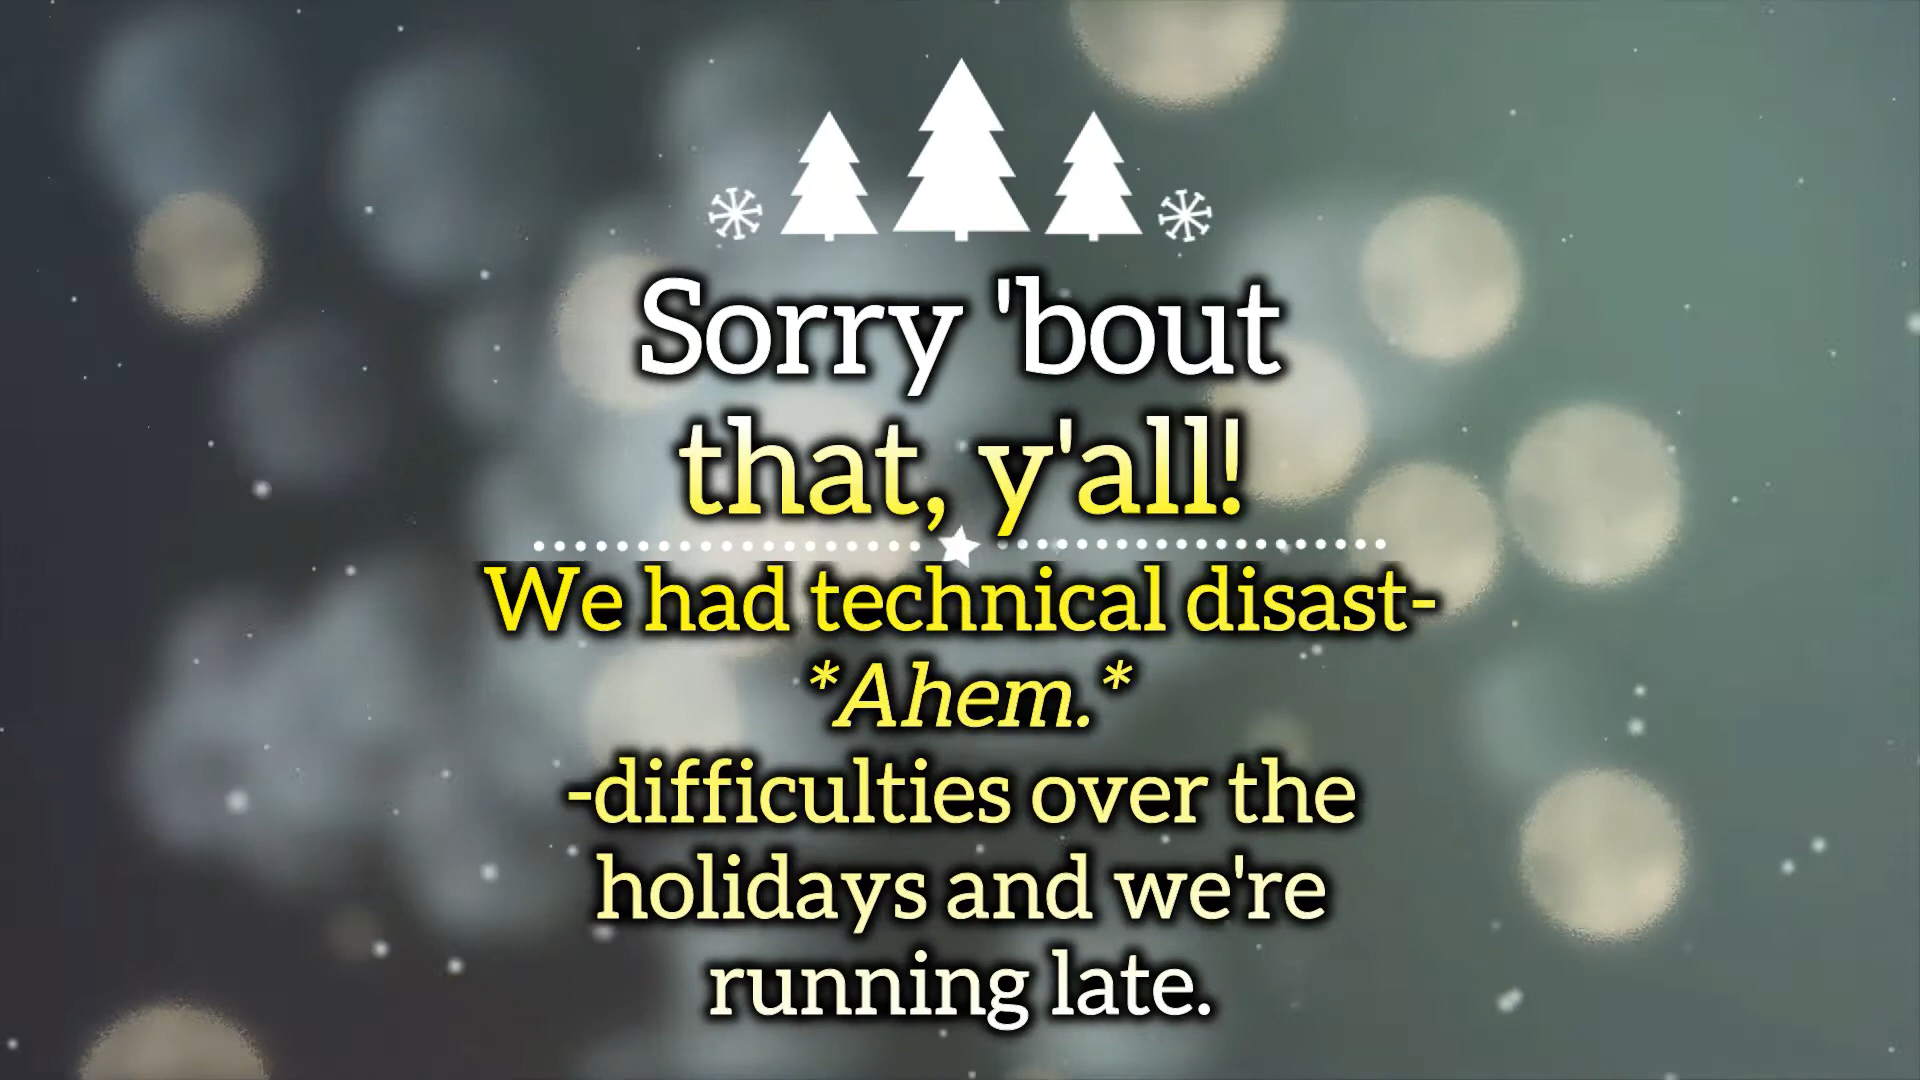 Sorry 'bout
that, y'all!
We had technical disast-
*Ahem.*
-difficulties over the
holidays and we're
running late.